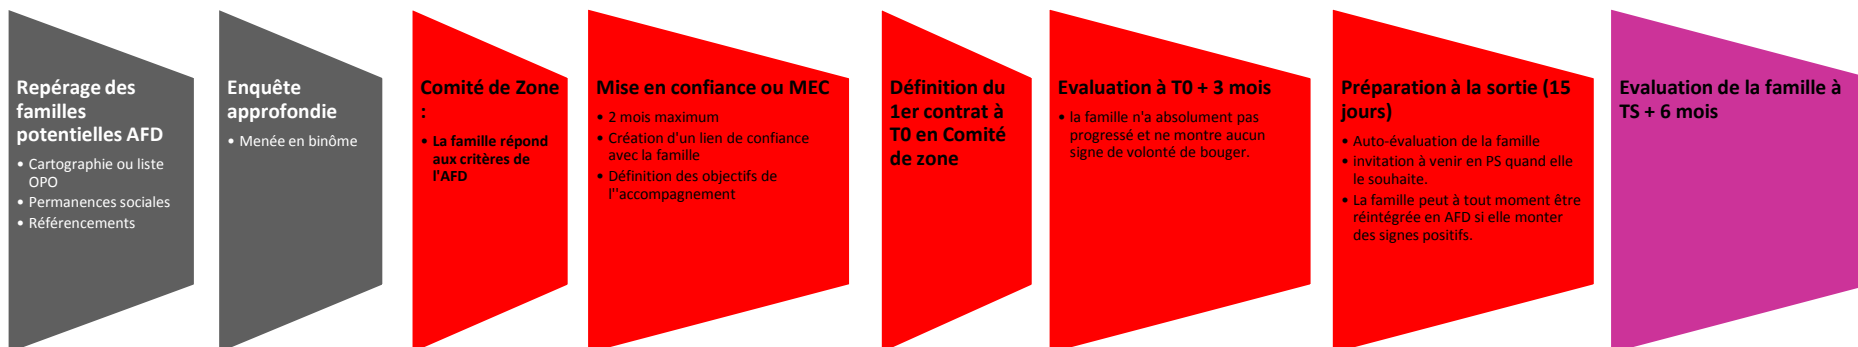 Repérage des
familles
potentielles AFD
• Cartographie ou liste
OPO
• Permanences sociales
• Référencements
Enquête
approfondie
• Menée en binôme
Comité de Zone
:
• La famille répond
aux critères de
l'AFD
Mise en confiance ou MEC
• 2 mois maximum
• Création d'un lien de confiance
avec la famille
• Définition des objectifs de
l''accompagnement
Définition du
1er contrat à
T0 en Comité
de zone
Evaluation à T0 + 3 mois
• la famille n'a absolument pas
progressé et ne montre aucun
signe de volonté de bouger.
Préparation à la sortie (15
jours)
• Auto-évaluation de la famille
• invitation à venir en PS quand elle
le souhaite.
• La famille peut à tout moment être
réintégrée en AFD si elle monter
des signes positifs.
Evaluation de la famille à
TS + 6 mois